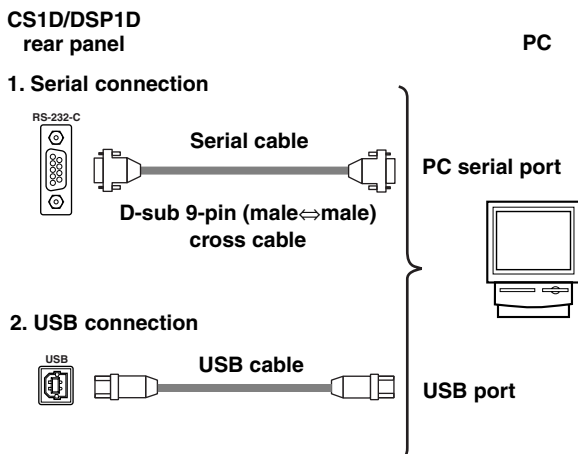 CS1D/DSP1D
rear panel
PC
1. Serial connection
RS-232-C
Serial cable
PC serial port
D-sub 9-pin (male⇔male)
cross cable
2. USB connection
USB
USB cable
USB port